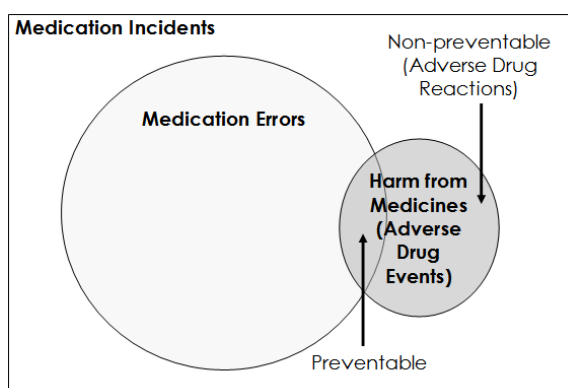 Medication Incidents
Non-preventable
(Adverse Drug
Reactions)
Medication Errors
Harm from
Medicines
(Adverse
Drug
Events)
Preventable